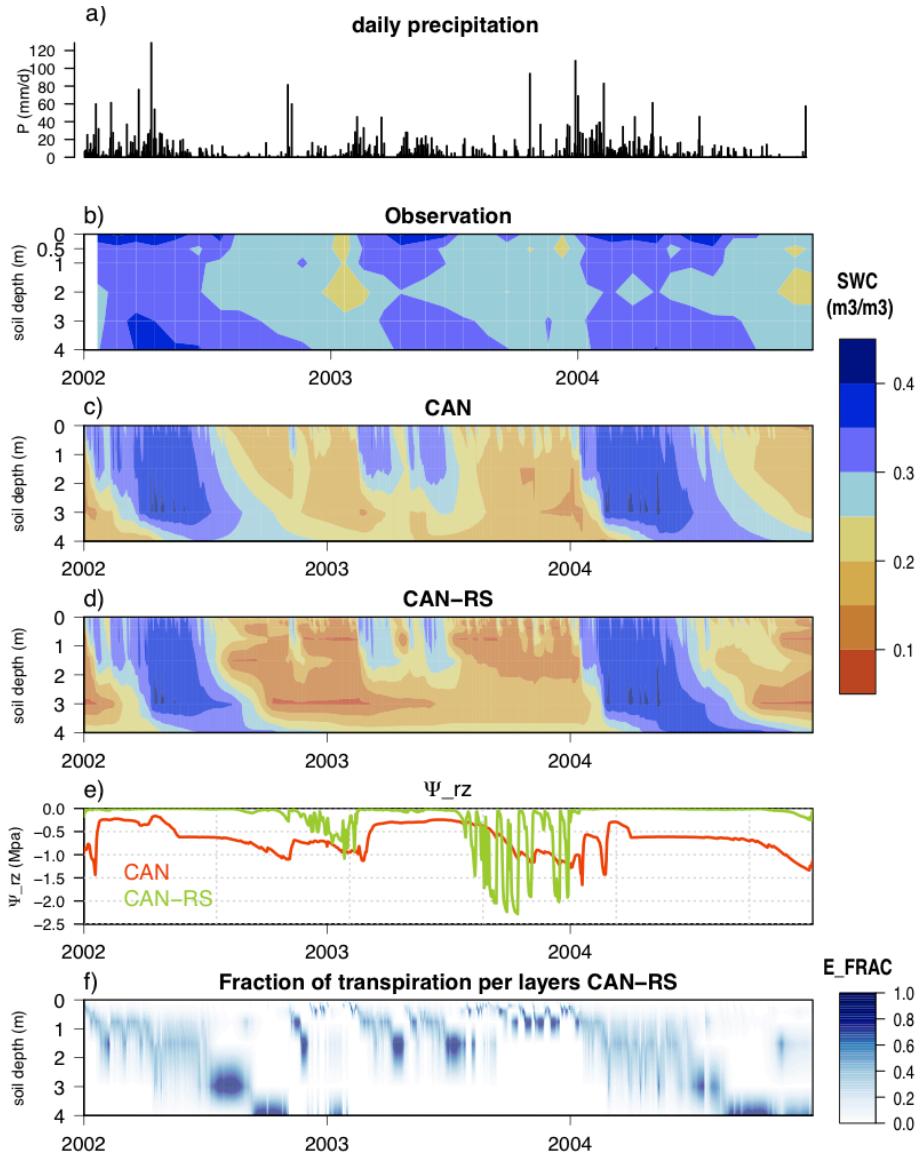 a)
daily precipitation
P (mm/d)
120
100
80
60
40
20
0
b)
Observation
soil depth (m)
0
0.5
1
2
3
4
2002
2003
2004
SWC
(m3/m3)
0.4
0.3
0.2
0.1
c)
CAN
soil depth (m)
0
1
2
3
4
2002
2003
2004
d)
CAN−RS
soil depth (m)
0
1
2
3
4
2002
2003
2004
e)
Ψ_rz
Ψ_rz (Mpa)
0.0
−0.5
−1.0
−1.5
−2.0
−2.5
CAN
CAN−RS
2002
2003
2004
f)
Fraction of transpiration per layers CAN−RS
soil depth (m)
0
1
2
3
4
2002
2003
2004
E_FRAC
1.0
0.8
0.6
0.4
0.2
0.0